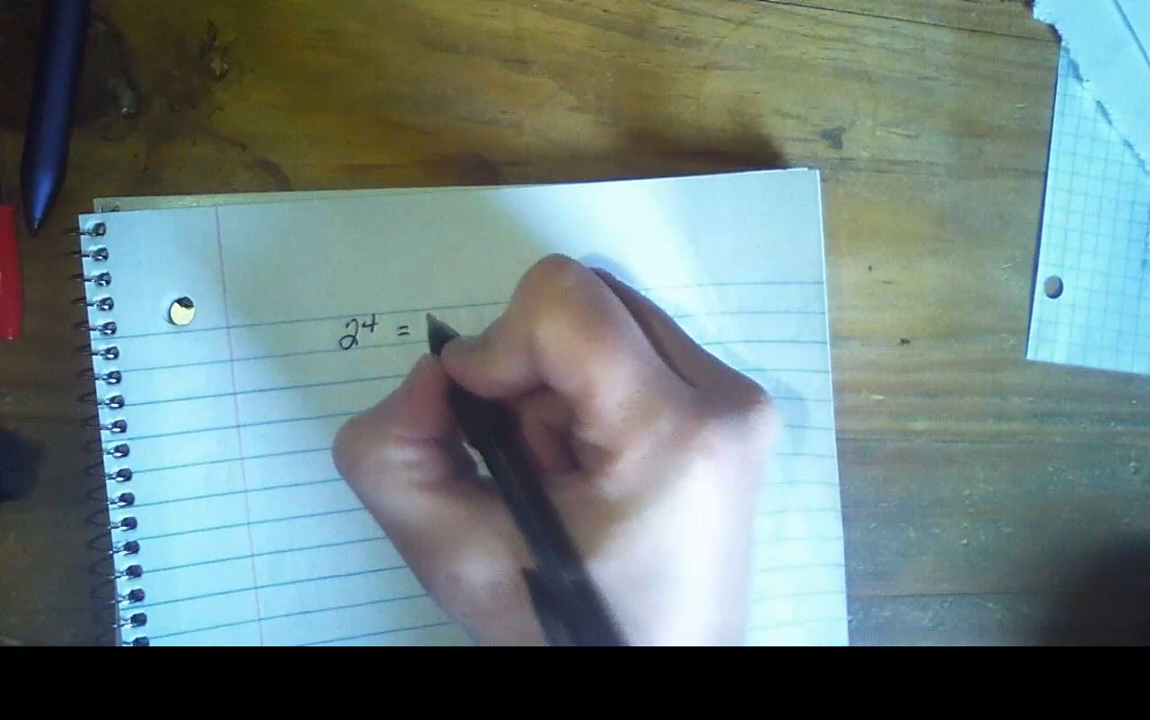 2⁴ =